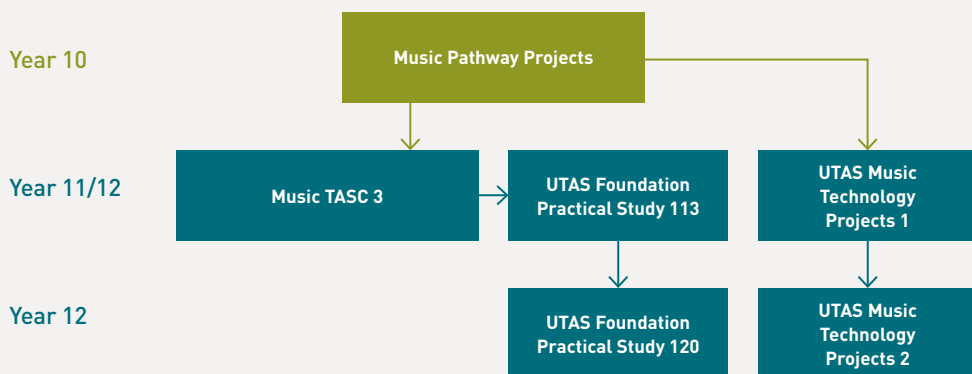 Year 10
Music Pathway Projects
Year 11/12
Music TASC 3
UTAS Foundation
Practical Study 113
UTAS Music
Technology
Projects 1
Year 12
UTAS Foundation
Practical Study 120
UTAS Music
Technology
Projects 2